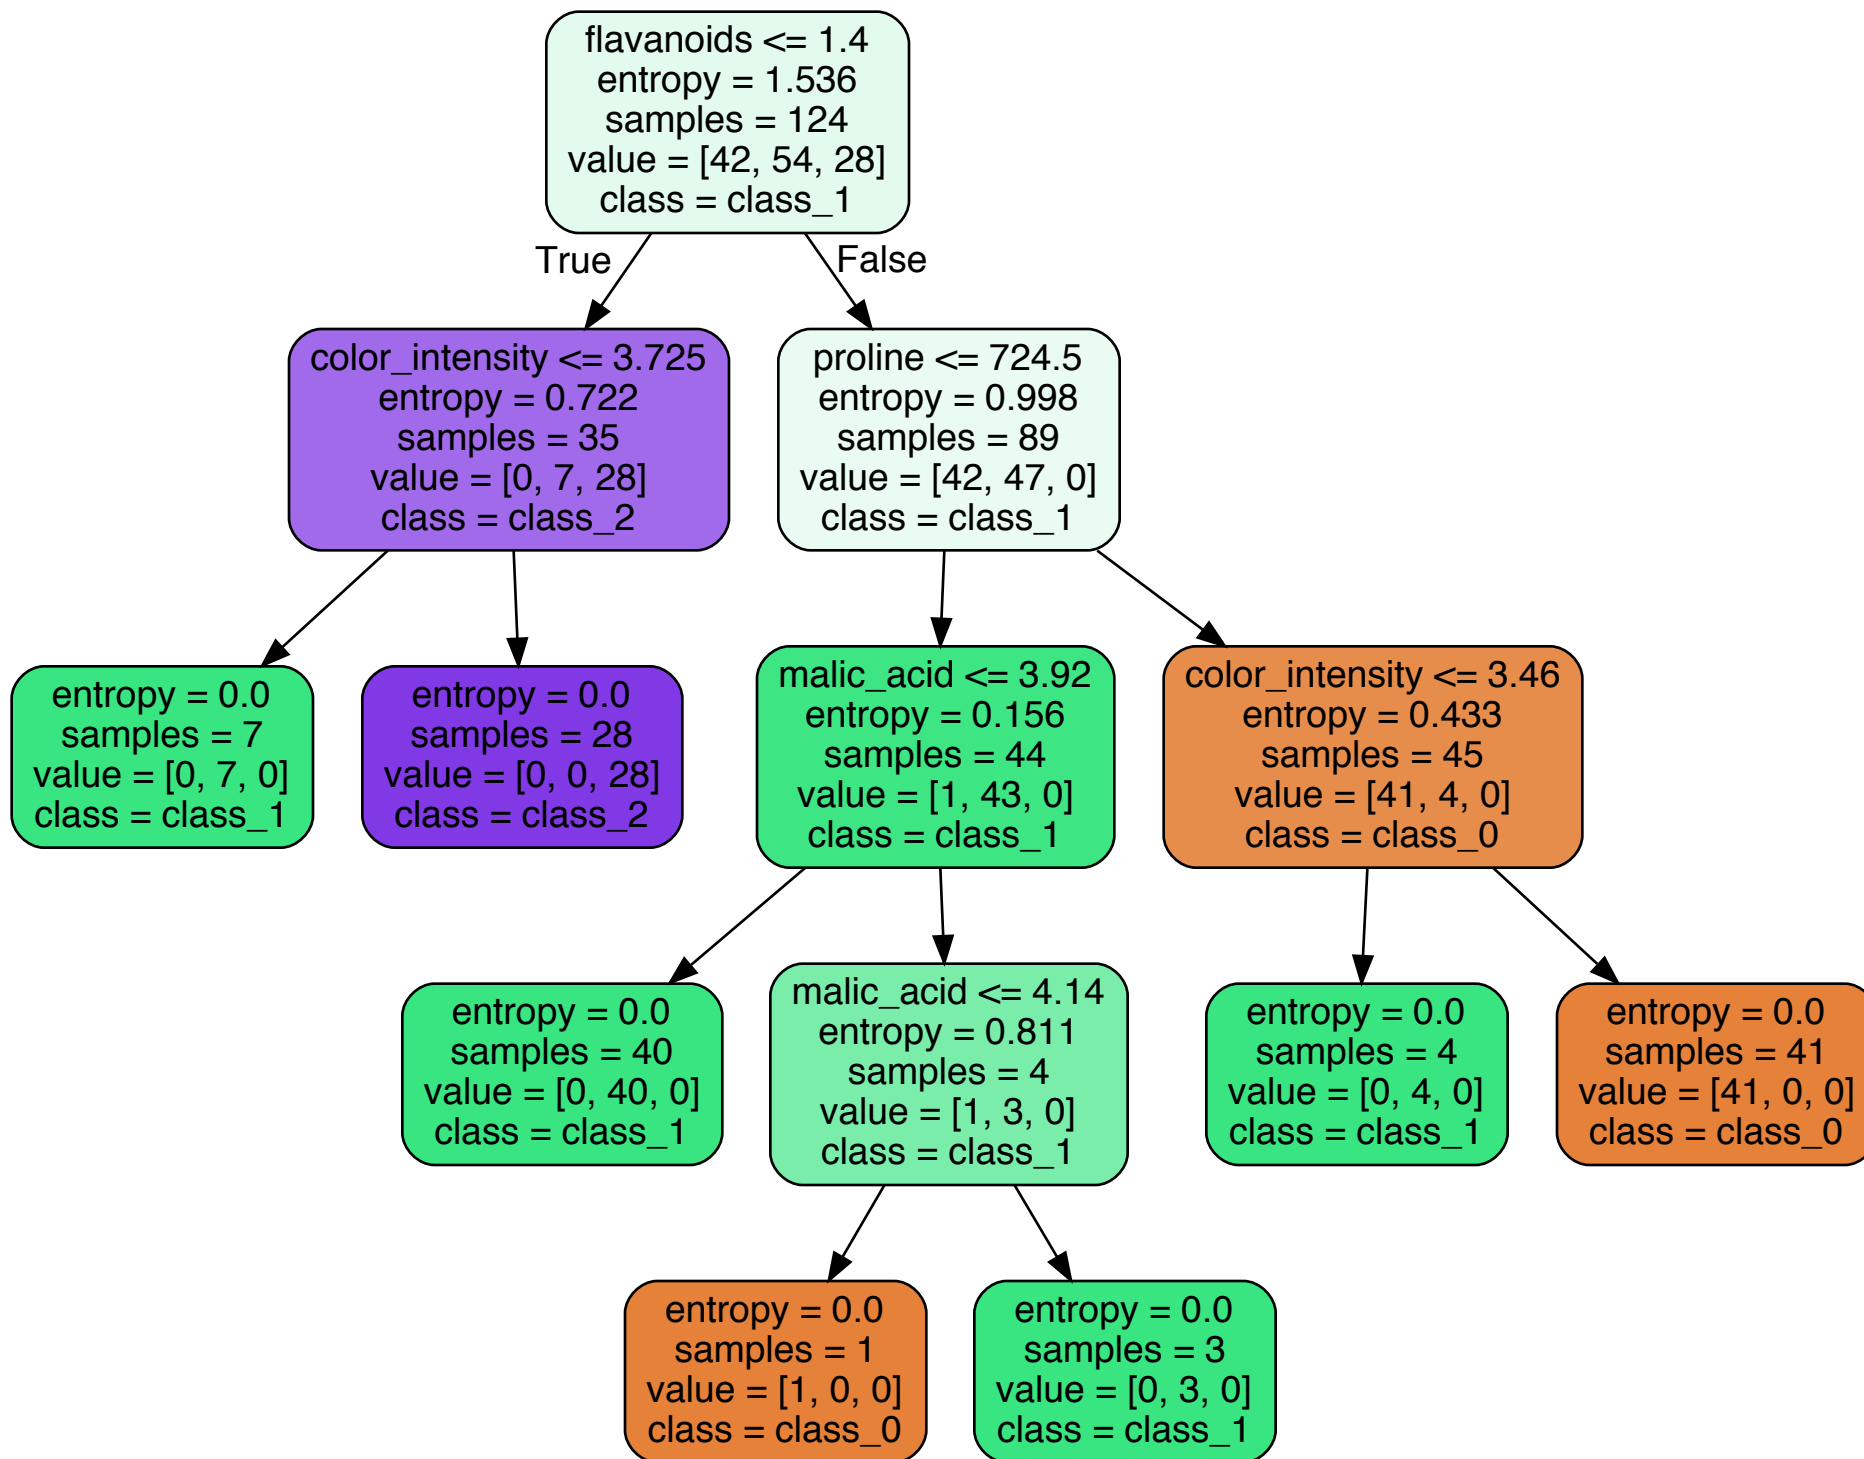 flavanoids <= 1.4
entropy = 1.536
samples = 124
value = [42, 54, 28]
class = class_1
True
False
color_intensity <= 3.725
entropy = 0.722
samples = 35
value = [0, 7, 28]
class = class_2
proline <= 724.5
entropy = 0.998
samples = 89
value = [42, 47, 0]
class = class_1
entropy = 0.0
samples = 7
value = [0, 7, 0]
class = class_1
entropy = 0.0
samples = 28
value = [0, 0, 28]
class = class_2
malic_acid <= 3.92
entropy = 0.156
samples = 44
value = [1, 43, 0]
class = class_1
color_intensity <= 3.46
entropy = 0.433
samples = 45
value = [41, 4, 0]
class = class_0
entropy = 0.0
samples = 40
value = [0, 40, 0]
class = class_1
malic_acid <= 4.14
entropy = 0.811
samples = 4
value = [1, 3, 0]
class = class_1
entropy = 0.0
samples = 4
value = [0, 4, 0]
class = class_1
entropy = 0.0
samples = 41
value = [41, 0, 0]
class = class_0
entropy = 0.0
samples = 1
value = [1, 0, 0]
class = class_0
entropy = 0.0
samples = 3
value = [0, 3, 0]
class = class_1